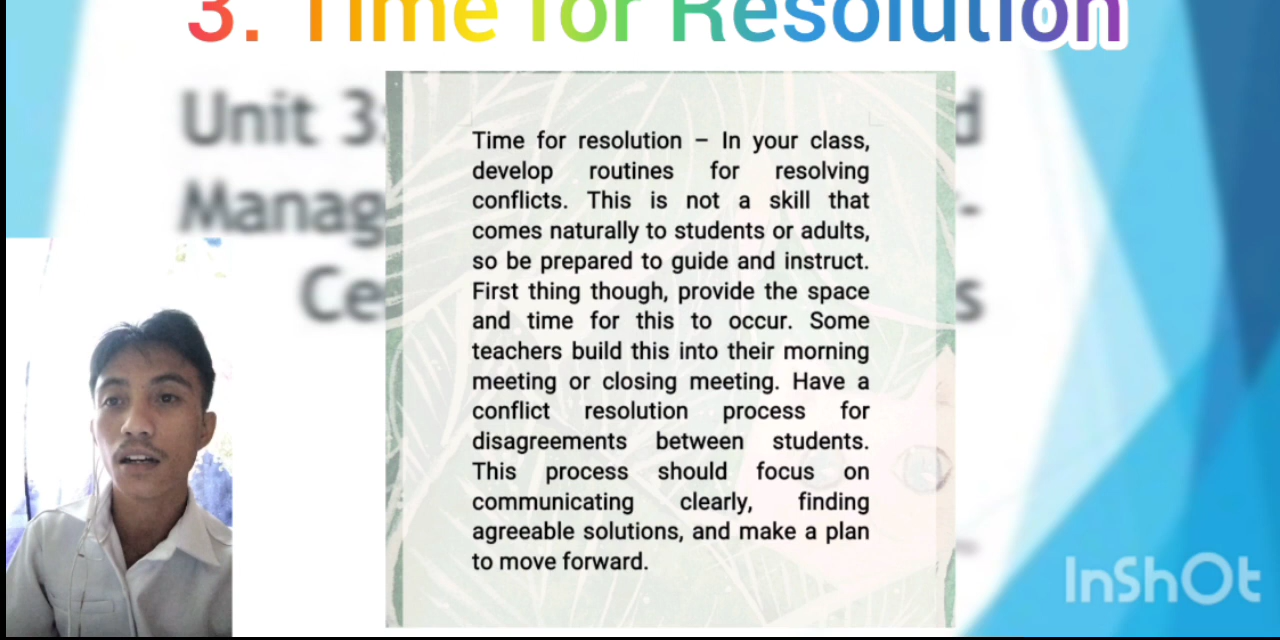 3. Time for Resolution
Unit 3:
d
Manag
-
Ce
s
Time for resolution – In your class,
develop routines for resolving
conflicts. This is not a skill that
comes naturally to students or adults,
so be prepared to guide and instruct.
First thing though, provide the space
and time for this to occur. Some
teachers build this into their morning
meeting or closing meeting. Have a
conflict resolution process for
disagreements between students.
This process should focus on
communicating clearly, finding
agreeable solutions, and make a plan
to move forward.
InShOt